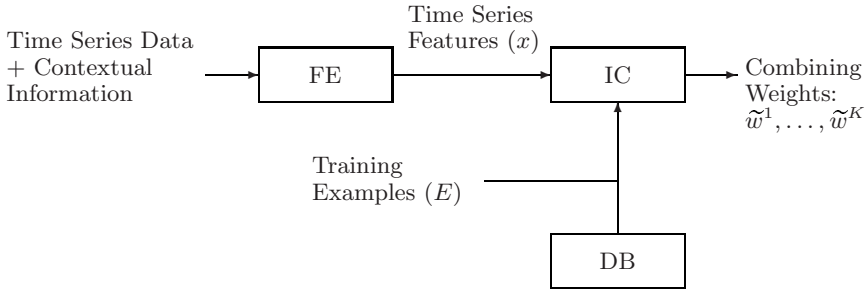 Time Series Data
+ Contextual
Information
FE
Time Series
Features (x)
IC
Combining
Weights:
w̃¹, . . . , w̃ᴷ
Training
Examples (E)
DB